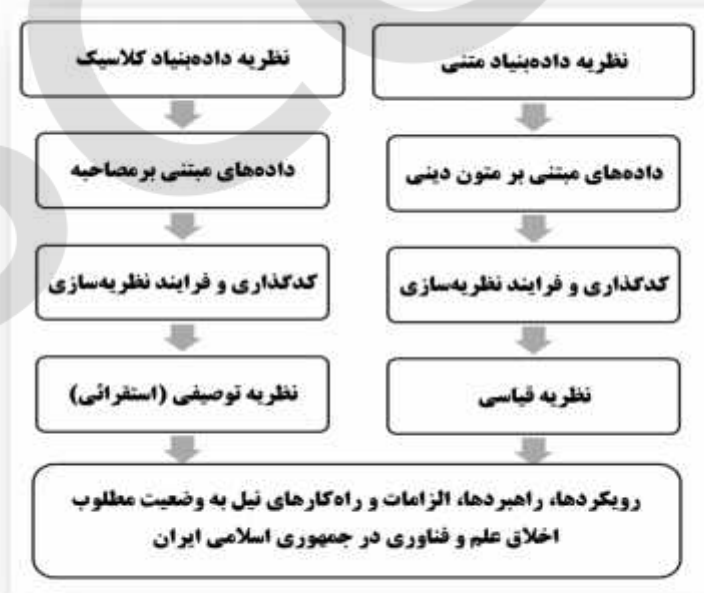 نظریه داده‌بنیاد متنی
نظریه داده‌بنیاد کلاسیک
داده‌های مبتنی بر متون دینی
داده‌های مبتنی برمصاحبه
کدگذاری و فرایند نظریه‌سازی
کدگذاری و فرایند نظریه‌سازی
نظریه قیاسی
نظریه توصیفی (استقرائی)
رویکردها، راهبردها، الزامات و راه‌کارهای نیل به وضعیت مطلوب
اخلاق علم و فناوری در جمهوری اسلامی ایران